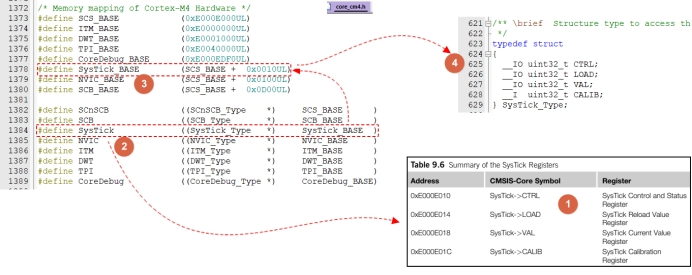 1371
1372 /* Memory mapping of Cortex-M4 Hardware */
1373 #define SCS_BASE (0xE000E000UL)
1374 #define ITM_BASE (0xE0000000UL)
1375 #define DWT_BASE (0xE0001000UL)
1376 #define TPI_BASE (0xE0040000UL)
1377 #define CoreDebug_BASE (0xE000EDF0UL)
1378 #define SysTick_BASE (SCS_BASE + 0x0010UL)
1379 #define NVIC_BASE (SCS_BASE + 0x0100UL)
1380 #define SCB_BASE (SCS_BASE + 0x0D00UL)
1381
1382 #define SCnSCB ((SCnSCB_Type *) SCS_BASE )
1383 #define SCB ((SCB_Type *) SCB_BASE )
1384 #define SysTick ((SysTick_Type *) SysTick_BASE )
1385 #define NVIC ((NVIC_Type *) NVIC_BASE )
1386 #define ITM ((ITM_Type *) ITM_BASE )
1387 #define DWT ((DWT_Type *) DWT_BASE )
1388 #define TPI ((TPI_Type *) TPI_BASE )
1389 #define CoreDebug ((CoreDebug_Type *) CoreDebug_BASE)
3
2
core_cm4.h
621 /** \brief Structure type to access th
622 */
623 typedef struct
624 {
625 __IO uint32_t CTRL;
626 __IO uint32_t LOAD;
627 __IO uint32_t VAL;
628 __I uint32_t CALIB;
629 } SysTick_Type;
4
Table 9.6 Summary of the SysTick Registers
Address CMSIS-Core Symbol Register
0xE000E010 SysTick->CTRL SysTick Control and Status
Register
0xE000E014 SysTick->LOAD SysTick Reload Value
Register
0xE000E018 SysTick->VAL SysTick Current Value
Register
0xE000E01C SysTick->CALIB SysTick Calibration
Register
1